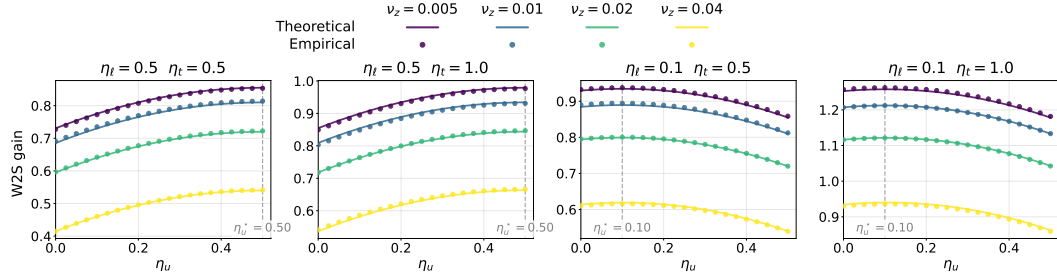 ν_z = 0.005 ν_z = 0.01 ν_z = 0.02 ν_z = 0.04
Theoretical
Empirical
η_ℓ = 0.5 η_t = 0.5
η_ℓ = 0.5 η_t = 1.0
η_ℓ = 0.1 η_t = 0.5
η_ℓ = 0.1 η_t = 1.0
W2S gain
0.8
0.7
0.6
0.5
0.4
η_u^⋆ = 0.50
0.0 0.2 0.4
η_u
1.0
0.9
0.8
0.7
0.6
η_u^⋆ = 0.50
0.0 0.2 0.4
η_u
0.9
0.8
0.7
0.6
η_u^⋆ = 0.10
0.0 0.2 0.4
η_u
1.2
1.1
1.0
0.9
η_u^⋆ = 0.10
0.0 0.2 0.4
η_u